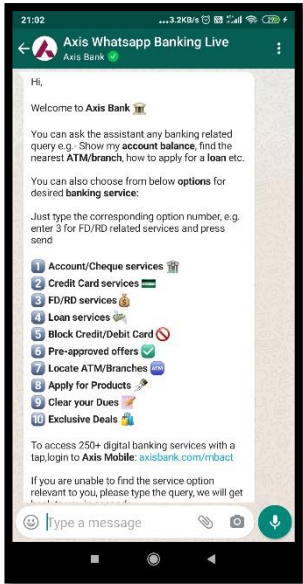 21:02 ...3.2KB/s
Axis Whatsapp Banking Live
Axis Bank
Hi,
Welcome to Axis Bank
You can ask the assistant any banking related
query e.g.- Show my account balance, find the
nearest ATM/branch, how to apply for a loan etc.
You can also choose from below options for
desired banking service:
Just type the corresponding option number, e.g.
enter 3 for FD/RD related services and press
send
1 Account/Cheque services
2 Credit Card services
3 FD/RD services
4 Loan services
5 Block Credit/Debit Card
6 Pre-approved offers
7 Locate ATM/Branches
8 Apply for Products
9 Clear your Dues
10 Exclusive Deals
To access 250+ digital banking services with a
tap,login to Axis Mobile: axisbank.com/mbact
If you are unable to find the service option
relevant to you, please type the query, we will get
Type a message